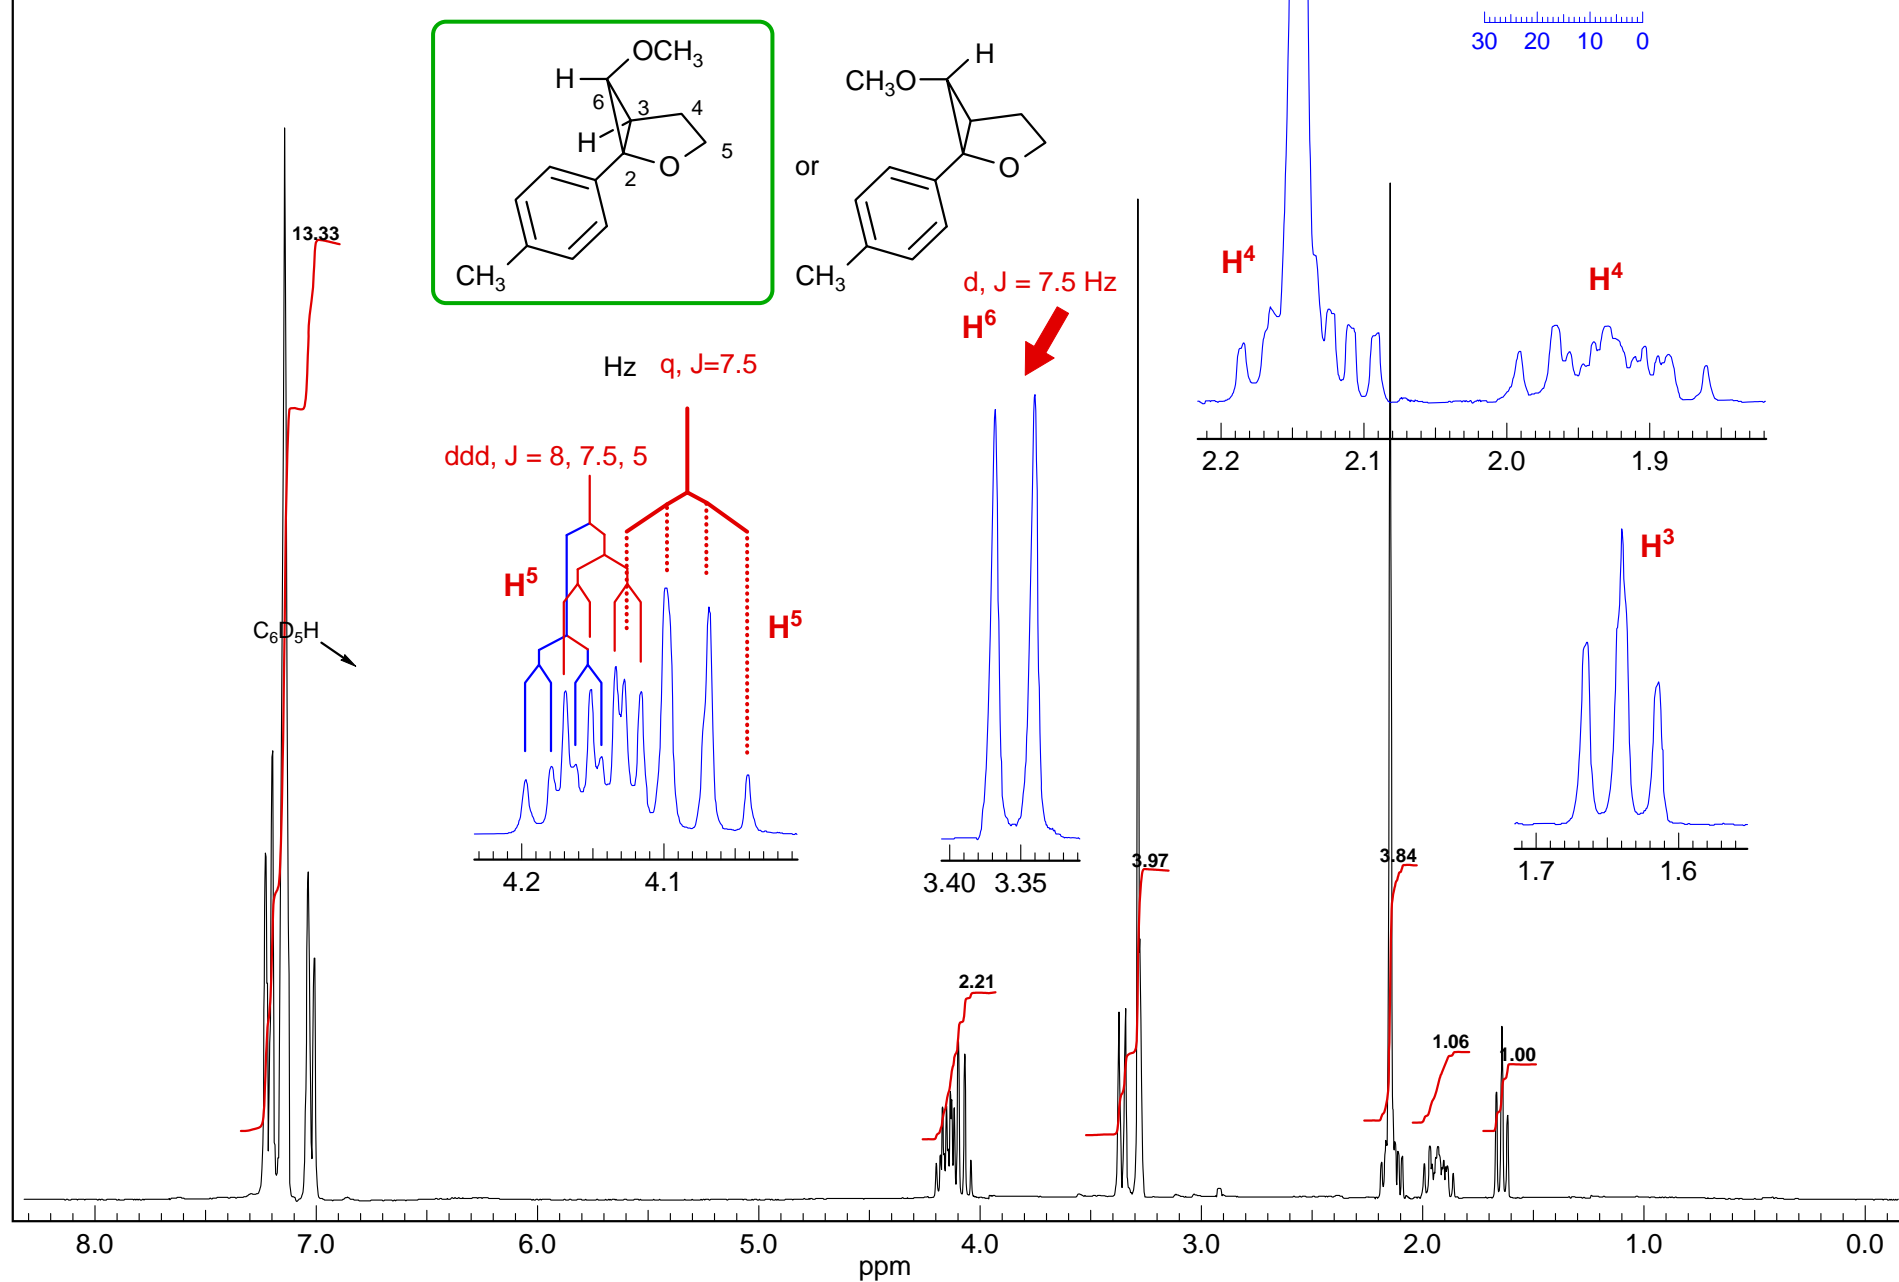 30 20 10 0
OCH3
H
6
3
4
H
5
O
2
CH3
or
H
CH3O
O
CH3
13.33
d, J = 7.5 Hz
H6
Hz q, J=7.5
ddd, J = 8, 7.5, 5
H5
H5
C6D5H
4.2 4.1
3.40 3.35
H4
H4
2.2 2.1 2.0 1.9
H3
1.7 1.6
2.21
3.97
3.84
1.06
1.00
8.0 7.0 6.0 5.0 4.0 3.0 2.0 1.0 0.0
ppm